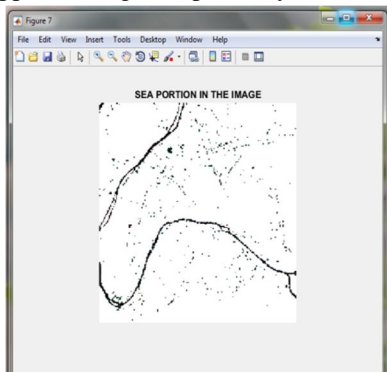 Figure 7
File Edit View Insert Tools Desktop Window Help
SEA PORTION IN THE IMAGE